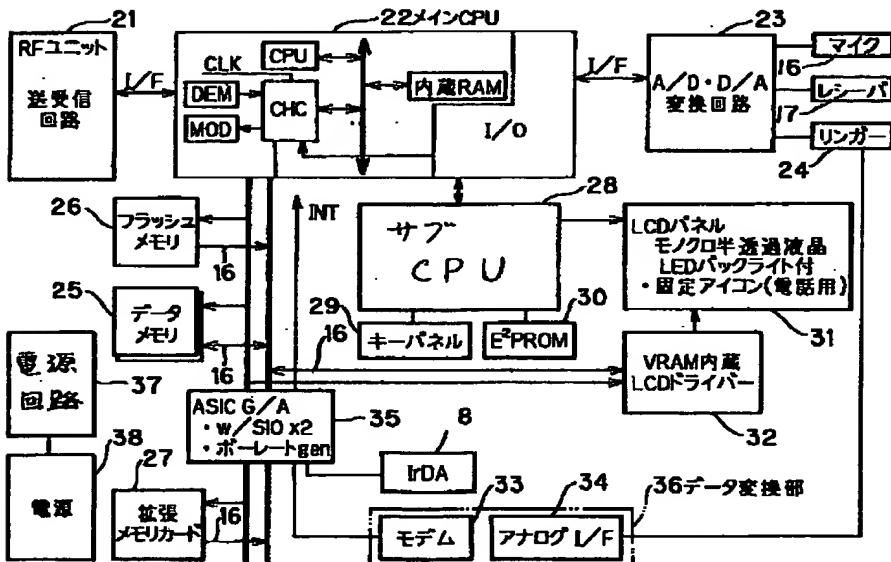 21
RFユニット
送受信
回路
I/F
22メインCPU
CLK
CPU
DEM
CHC
MOD
内蔵RAM
I/O
I/F
23
A/D・D/A
変換回路
マイク
16
レシーバ
17
リンガー
24
26
フラッシュ
メモリ
16
INT
28
サブ
CPU
LCDパネル
モノクロ半透過液晶
LEDバックライト付
・固定アイコン(電話用)
31
25
データ
メモリ
16
29
キーパネル
30
E²PROM
16
VRAM内蔵
LCDドライバー
32
電源
回路
37
ASIC G/A
・w/SIO x2
・ボーレートgen
35
8
IrDA
38
電源
27
拡張
メモリカード
16
33
モデム
34
アナログ I/F
36データ変換部